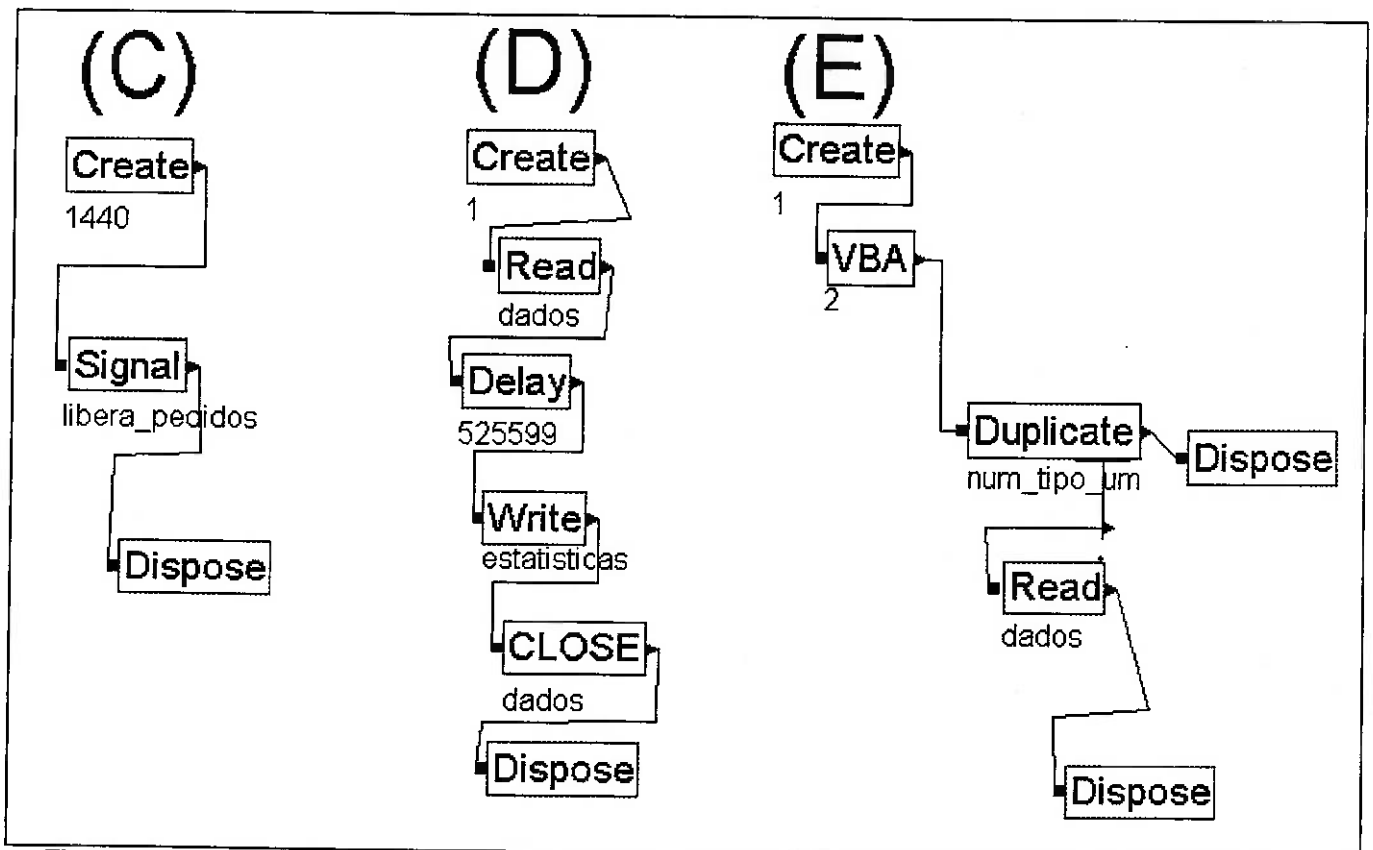 (C)
Create
1440
Signal
libera_pedidos
Dispose
(D)
Create
1
Read
dados
Delay
525599
Write
estatisticas
CLOSE
dados
Dispose
(E)
Create
1
VBA
2
Duplicate
num_tipo_um
Dispose
Read
dados
Dispose